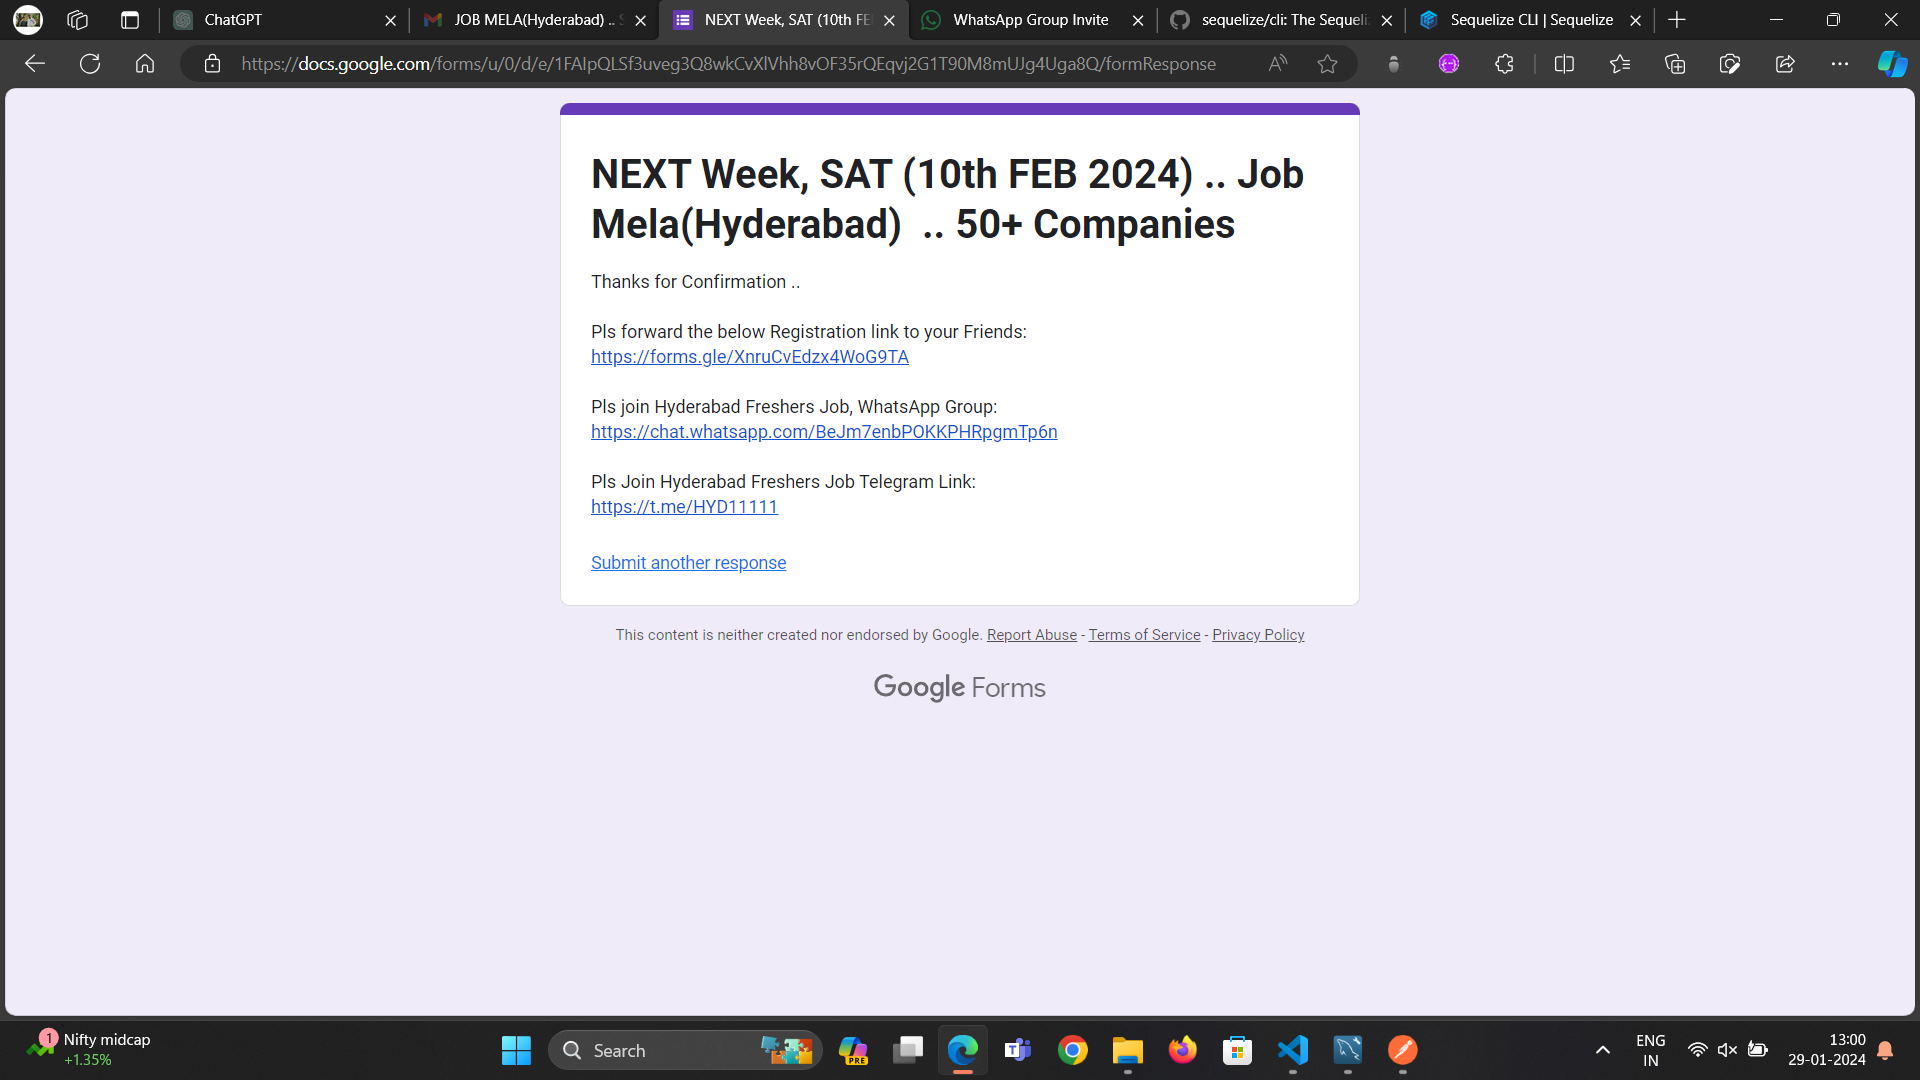 ChatGPT
JOB MELA(Hyderabad) ..
NEXT Week, SAT (10th FE
WhatsApp Group Invite
sequelize/cli: The Sequeli
Sequelize CLI | Sequelize
https://docs.google.com/forms/u/0/d/e/1FAIpQLSf3uveg3Q8wkCvXlVhh8vOF35rQEqvj2G1T90M8mUJg4Uga8Q/formResponse
NEXT Week, SAT (10th FEB 2024) .. Job
Mela(Hyderabad) .. 50+ Companies
Thanks for Confirmation ..
Pls forward the below Registration link to your Friends:
https://forms.gle/XnruCvEdzx4WoG9TA
Pls join Hyderabad Freshers Job, WhatsApp Group:
https://chat.whatsapp.com/BeJm7enbPOKKPHRpgmTp6n
Pls Join Hyderabad Freshers Job Telegram Link:
https://t.me/HYD11111
Submit another response
This content is neither created nor endorsed by Google. Report Abuse - Terms of Service - Privacy Policy
Google Forms
1
Nifty midcap
+1.35%
Search
PRE
ENG
IN
13:00
29-01-2024